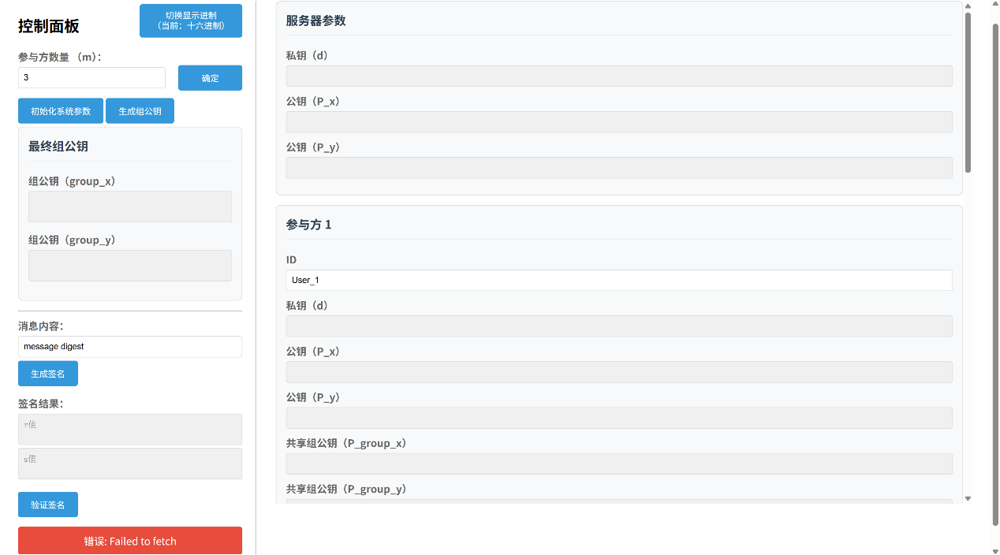 控制面板
切换显示进制
（当前：十六进制）
参与方数量 （m）:
3
确定
初始化系统参数
生成组公钥
最终组公钥
组公钥（group_x）
组公钥（group_y）
消息内容：
message digest
生成签名
签名结果：
r值
s值
验证签名
错误: Failed to fetch
服务器参数
私钥（d）
公钥（P_x）
公钥（P_y）
参与方 1
ID
User_1
私钥（d）
公钥（P_x）
公钥（P_y）
共享组公钥（P_group_x）
共享组公钥（P_group_y）